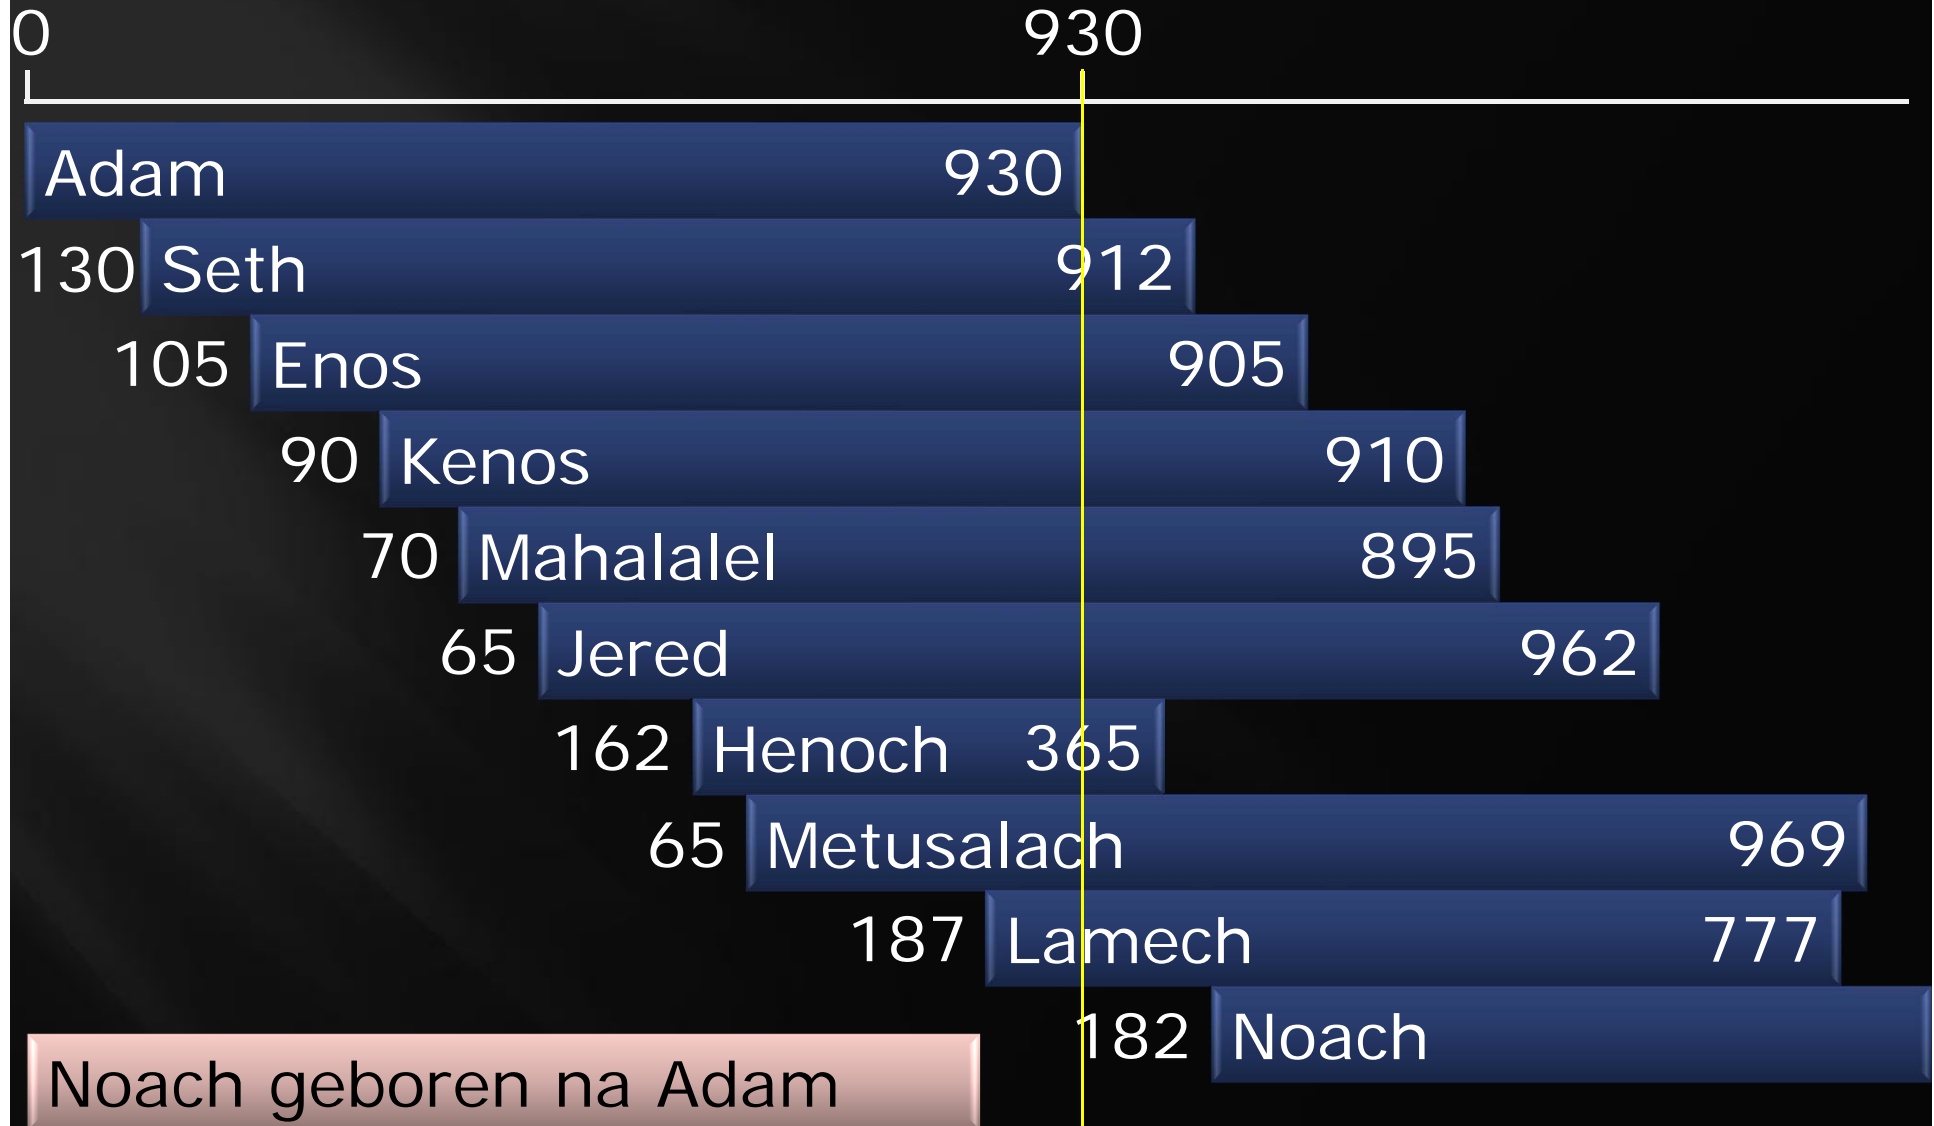 0 930
Adam 930
130 Seth 912
105 Enos 905
90 Kenos 910
70 Mahalalel 895
65 Jered 962
162 Henoch 365
65 Metusalach 969
187 Lamech 777
182 Noach
Noach geboren na Adam